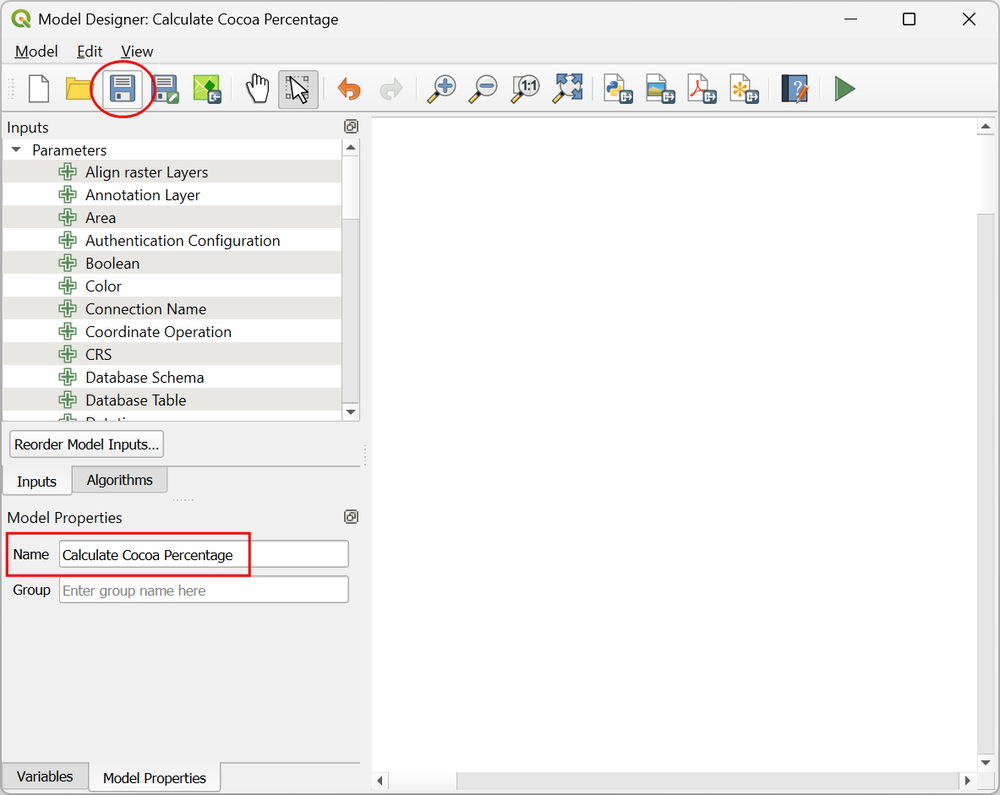 Model Designer: Calculate Cocoa Percentage
Model Edit View
1:1
Inputs
Parameters
Align raster Layers
Annotation Layer
Area
Authentication Configuration
Boolean
Color
Connection Name
Coordinate Operation
CRS
Database Schema
Database Table
Reorder Model Inputs...
Inputs Algorithms
Model Properties
Name Calculate Cocoa Percentage
Group Enter group name here
Variables Model Properties